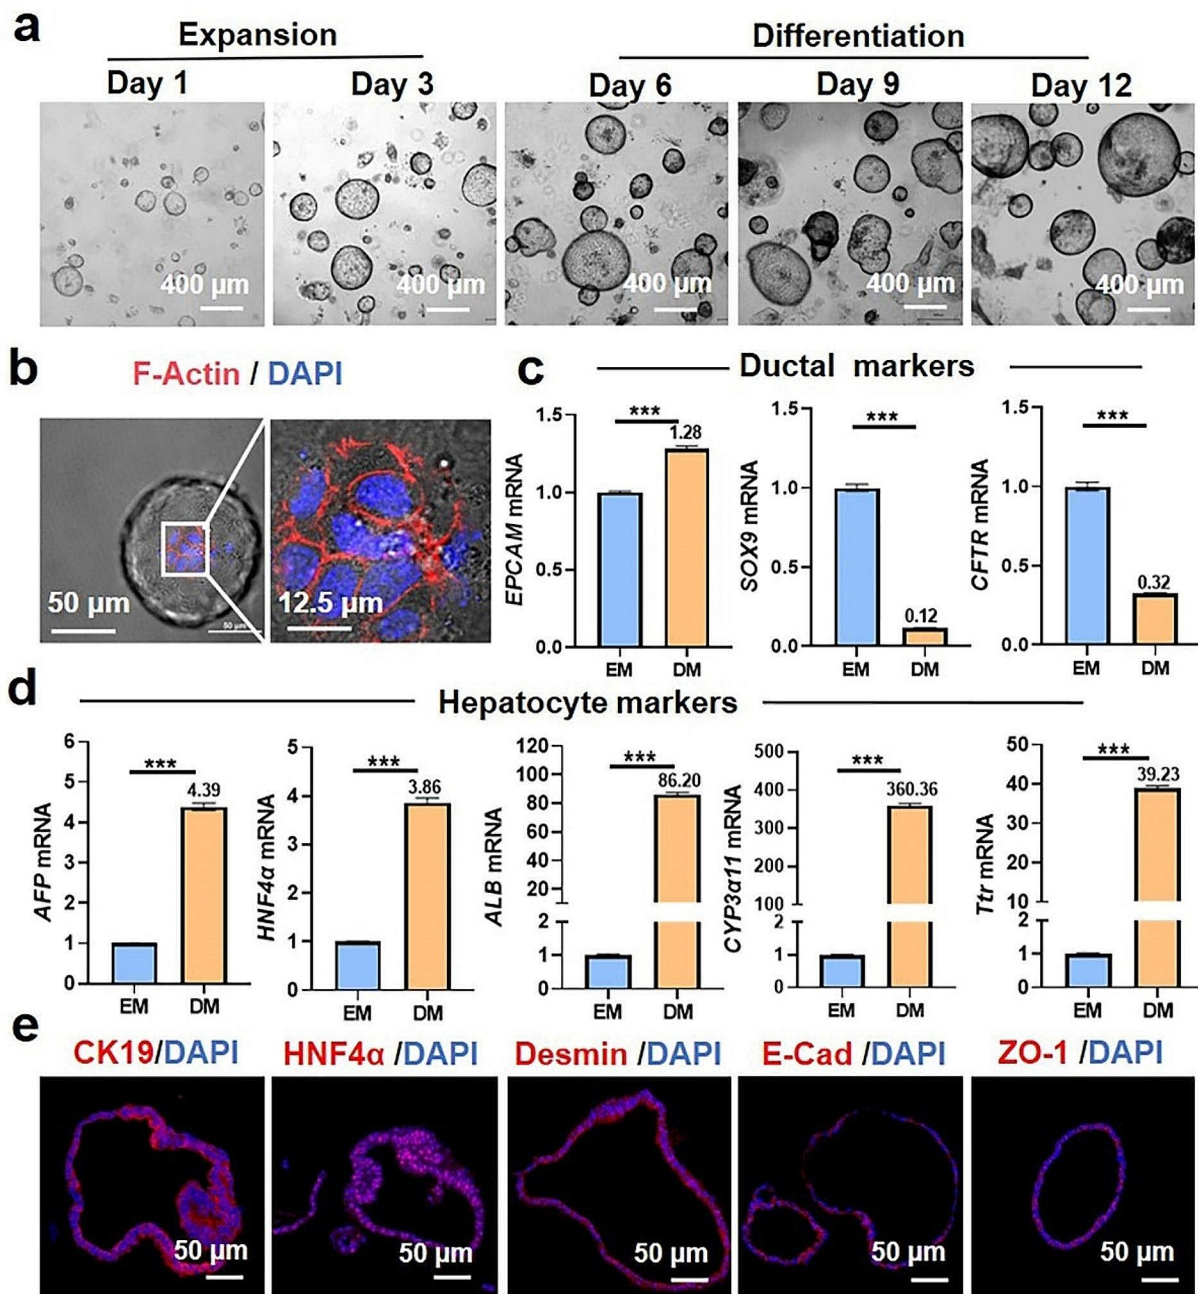 a
Expansion
Differentiation
Day 1
Day 3
Day 6
Day 9
Day 12
400 µm
400 µm
400 µm
400 µm
400 µm
b
F-Actin / DAPI
50 µm
50 µm
12.5 µm
c
Ductal markers
EPCAM mRNA
1.5
1.0
0.5
0.0
***
1.28
EM
DM
SOX9 mRNA
1.5
1.0
0.5
0.0
***
0.12
EM
DM
CFTR mRNA
1.5
1.0
0.5
0.0
***
0.32
EM
DM
d
Hepatocyte markers
AFP mRNA
6
5
4
3
2
1
0
***
4.39
EM
DM
HNF4α mRNA
5
4
3
2
1
0
***
3.86
EM
DM
ALB mRNA
120
100
80
60
40
20
2
1
0
***
86.20
EM
DM
CYP3α11 mRNA
500
400
300
200
100
2
1
0
***
360.36
EM
DM
Ttr mRNA
50
40
30
20
10
2
1
0
***
39.23
EM
DM
e
CK19/DAPI
HNF4α /DAPI
Desmin /DAPI
E-Cad /DAPI
ZO-1 /DAPI
50 µm
50 µm
50 µm
50 µm
50 µm